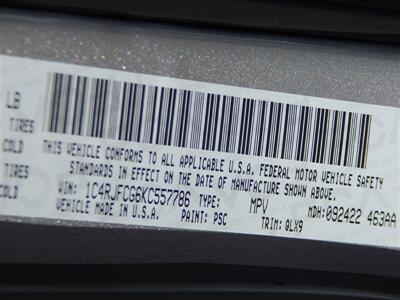 LB
TIRES
COLD
TIRES
COLD
THIS VEHICLE CONFORMS TO ALL APPLICABLE U.S.A. FEDERAL MOTOR VEHICLE SAFETY
STANDARDS IN EFFECT ON THE DATE OF MANUFACTURE SHOWN ABOVE.
VIN: 1C4RJFCG6KC557786 TYPE: MPV MDH: 092422 463AA
VEHICLE MADE IN U.S.A. PAINT: PSC TRIM: QLX9